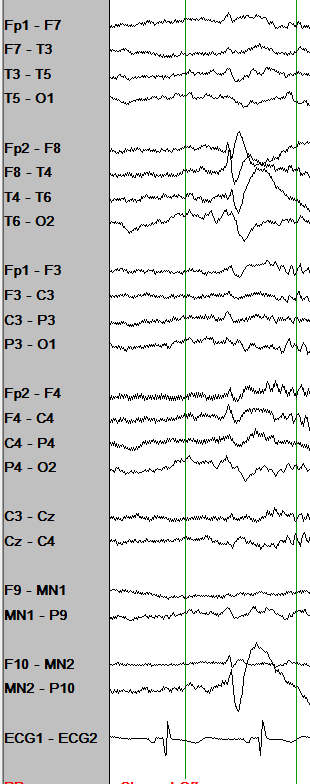 Fp1 - F7
F7 - T3
T3 - T5
T5 - O1
Fp2 - F8
F8 - T4
T4 - T6
T6 - O2
Fp1 - F3
F3 - C3
C3 - P3
P3 - O1
Fp2 - F4
F4 - C4
C4 - P4
P4 - O2
C3 - Cz
Cz - C4
F9 - MN1
MN1 - P9
F10 - MN2
MN2 - P10
ECG1 - ECG2